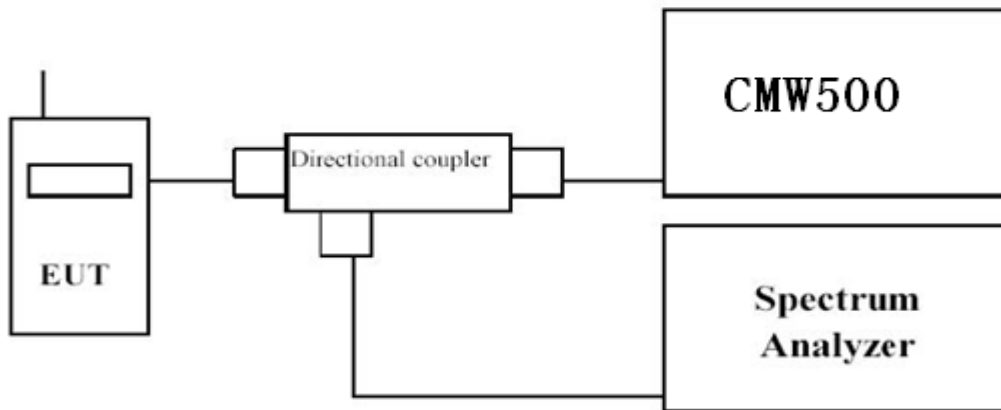 CMW500
Directional coupler
EUT
Spectrum
Analyzer